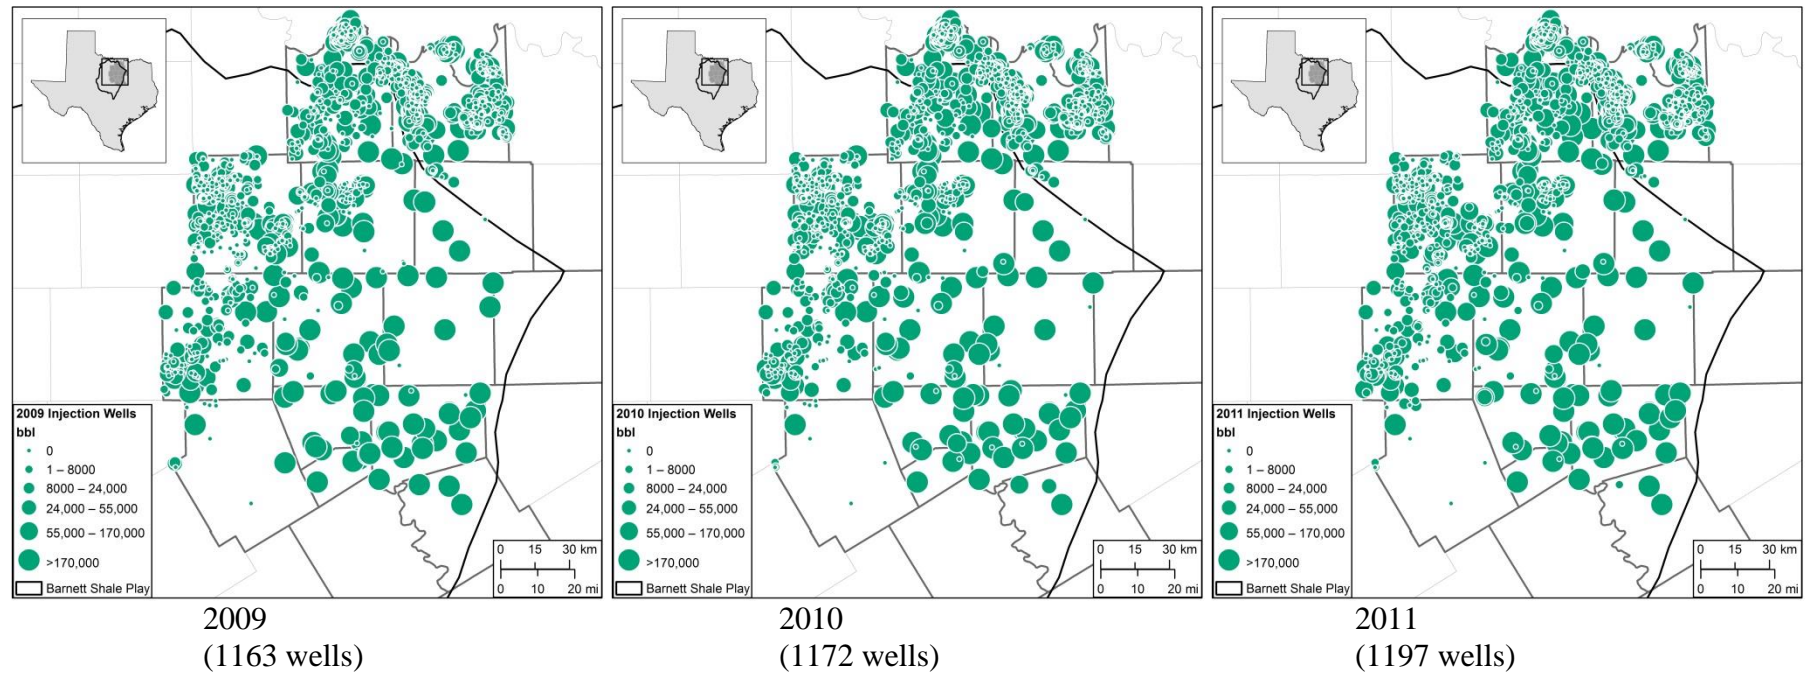 2009 Injection Wells
bbl
0
1 – 8000
8000 – 24,000
24,000 – 55,000
55,000 – 170,000
>170,000
Barnett Shale Play
0 15 30 km
0 10 20 mi
2010 Injection Wells
bbl
0
1 – 8000
8000 – 24,000
24,000 – 55,000
55,000 – 170,000
>170,000
Barnett Shale Play
0 15 30 km
0 10 20 mi
2011 Injection Wells
bbl
0
1 – 8000
8000 – 24,000
24,000 – 55,000
55,000 – 170,000
>170,000
Barnett Shale Play
0 15 30 km
0 10 20 mi
2009
(1163 wells)
2010
(1172 wells)
2011
(1197 wells)